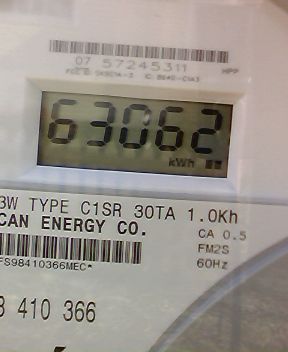 07 57245311
HPP
63062
kWh
3W TYPE C1SR 30TA 1.0Kh
CAN ENERGY CO.
CA 0.5
FM2S
FS98410366MEC*
60Hz
410 366